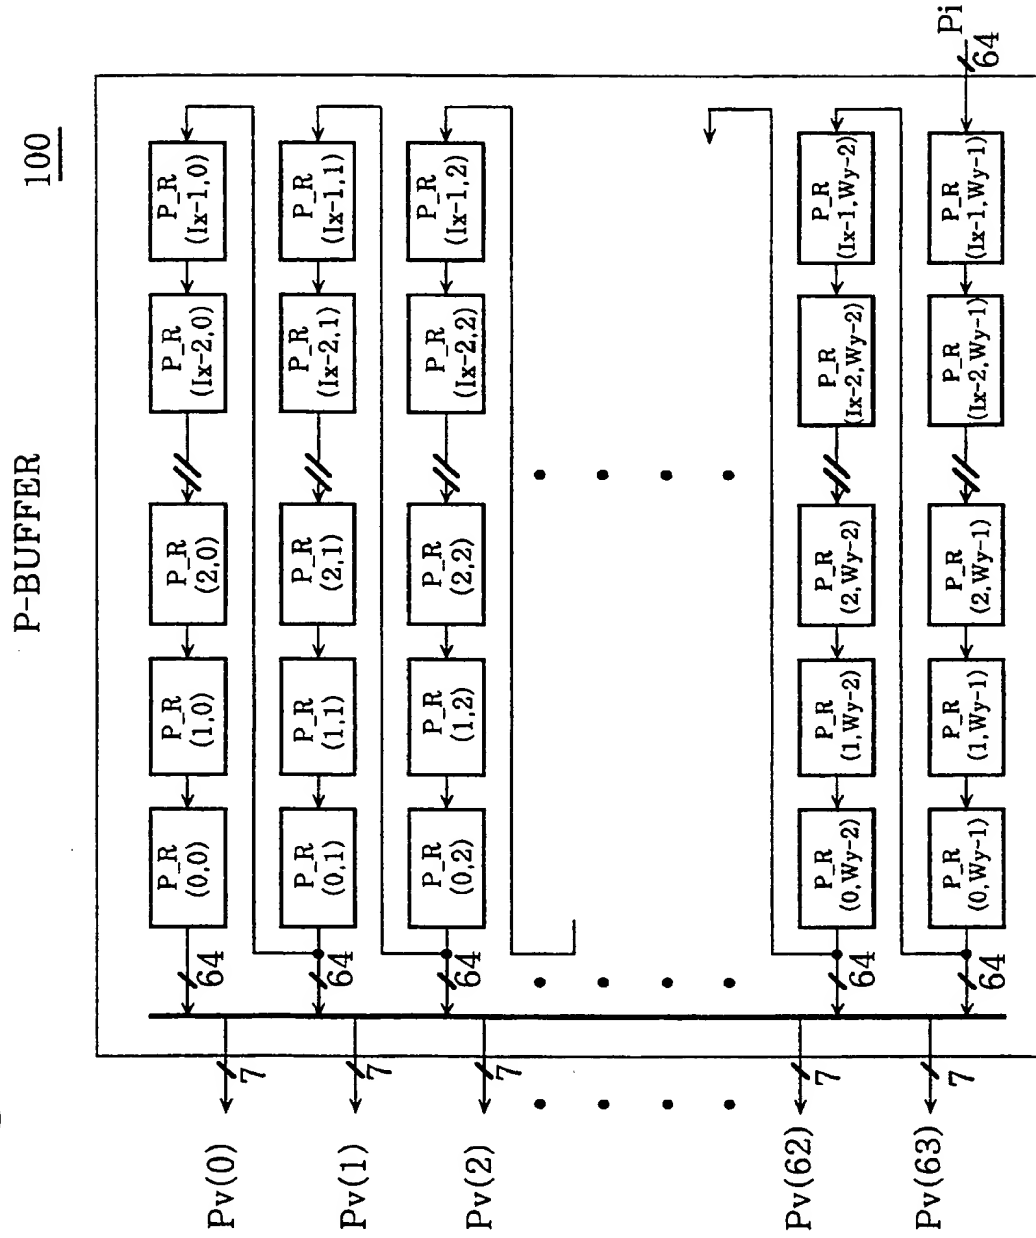 P-BUFFER
100
P_R
(0,0)
P_R
(1,0)
P_R
(2,0)
P_R
(Ix-2,0)
P_R
(Ix-1,0)
64
7
Pv(0)
P_R
(0,1)
P_R
(1,1)
P_R
(2,1)
P_R
(Ix-2,1)
P_R
(Ix-1,1)
64
7
Pv(1)
P_R
(0,2)
P_R
(1,2)
P_R
(2,2)
P_R
(Ix-2,2)
P_R
(Ix-1,2)
64
7
Pv(2)
P_R
(0,Wy-2)
P_R
(1,Wy-2)
P_R
(2,Wy-2)
P_R
(Ix-2,Wy-2)
P_R
(Ix-1,Wy-2)
64
7
Pv(62)
P_R
(0,Wy-1)
P_R
(1,Wy-1)
P_R
(2,Wy-1)
P_R
(Ix-2,Wy-1)
P_R
(Ix-1,Wy-1)
64
7
Pv(63)
Pi
64